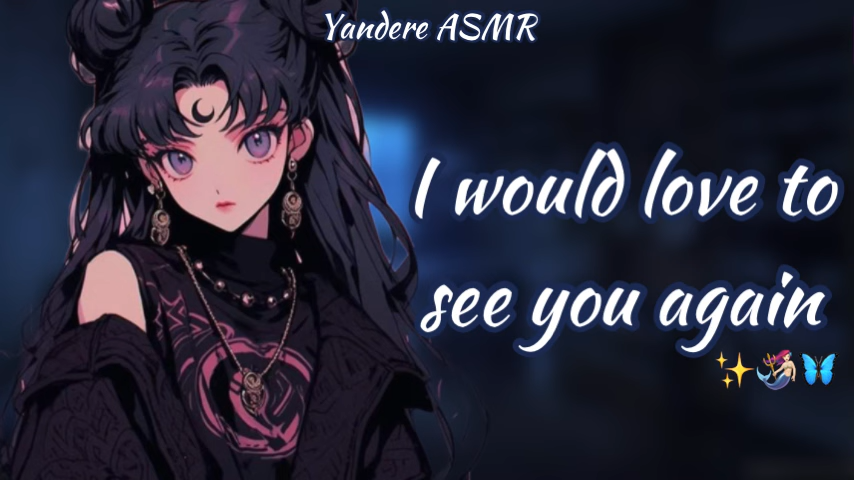 Yandere ASMR
I would love to
see you again
✨🧜🏻‍♀️🦋